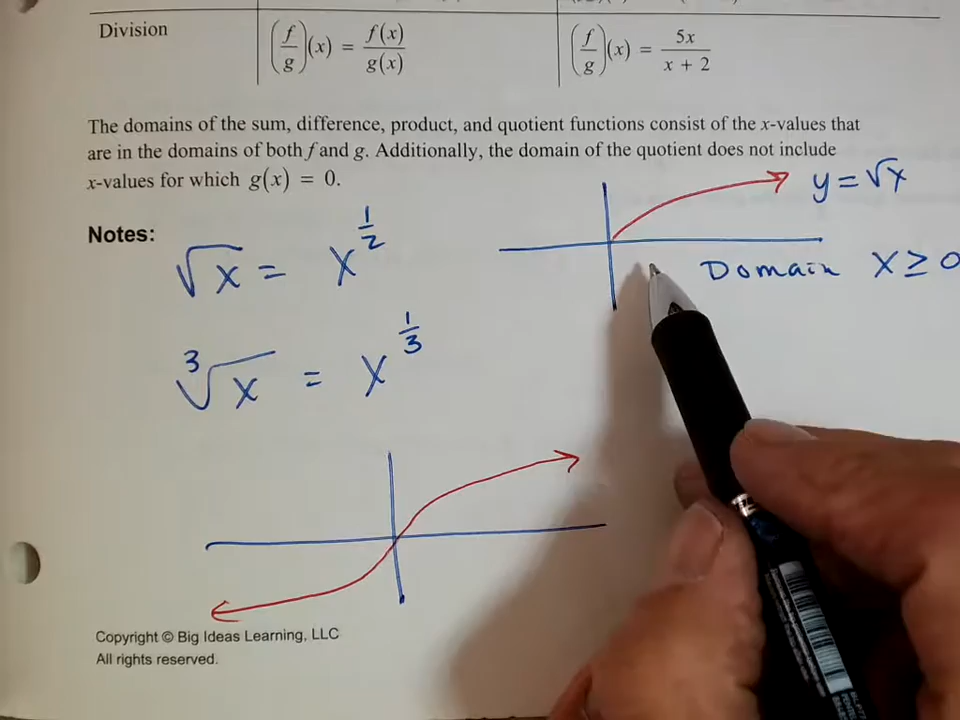 Division
(f/g)(x) = f(x)/g(x)
(f/g)(x) = 5x/(x + 2)
The domains of the sum, difference, product, and quotient functions consist of the x-values that
are in the domains of both f and g. Additionally, the domain of the quotient does not include
x-values for which g(x) = 0.
y = √x
Notes:
√x = x^(1/2)
Domain x ≥ 0
³√x = x^(1/3)
Copyright © Big Ideas Learning, LLC
All rights reserved.